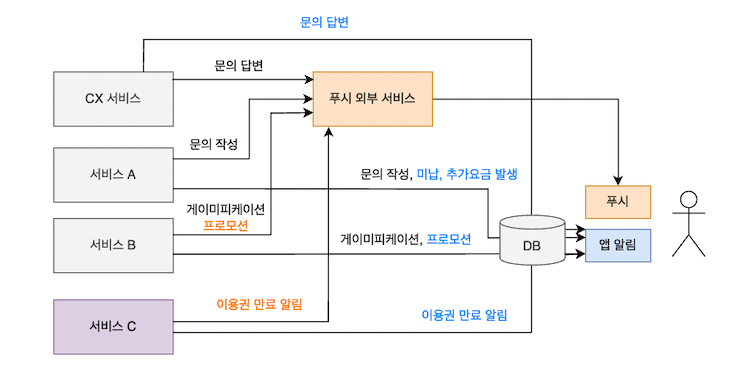 문의 답변
문의 답변
CX 서비스
푸시 외부 서비스
문의 작성
서비스 A
문의 작성, 미납, 추가요금 발생
푸시
게이미피케이션
프로모션
서비스 B
게이미피케이션, 프로모션
DB
앱 알림
이용권 만료 알림
서비스 C
이용권 만료 알림